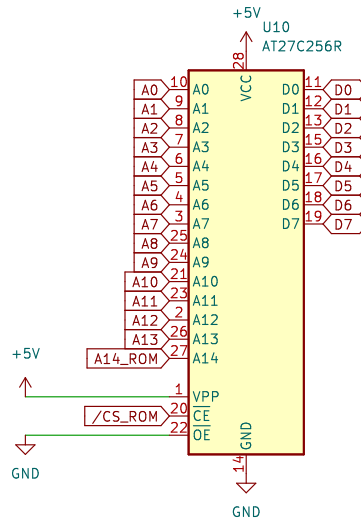 +5V
U10
AT27C256R
28
VCC
A0 10 A0 D0 11 D0
A1 9 A1 D1 12 D1
A2 8 A2 D2 13 D2
A3 7 A3 D3 15 D3
A4 6 A4 D4 16 D4
A5 5 A5 D5 17 D5
A6 4 A6 D6 18 D6
A7 3 A7 D7 19 D7
A8 25 A8
A9 24 A9
A10 21 A10
A11 23 A11
A12 2 A12
A13 26 A13
A14_ROM 27 A14
+5V
1 VPP
/CS_ROM 20 CE
22 OE
GND
GND
14
GND